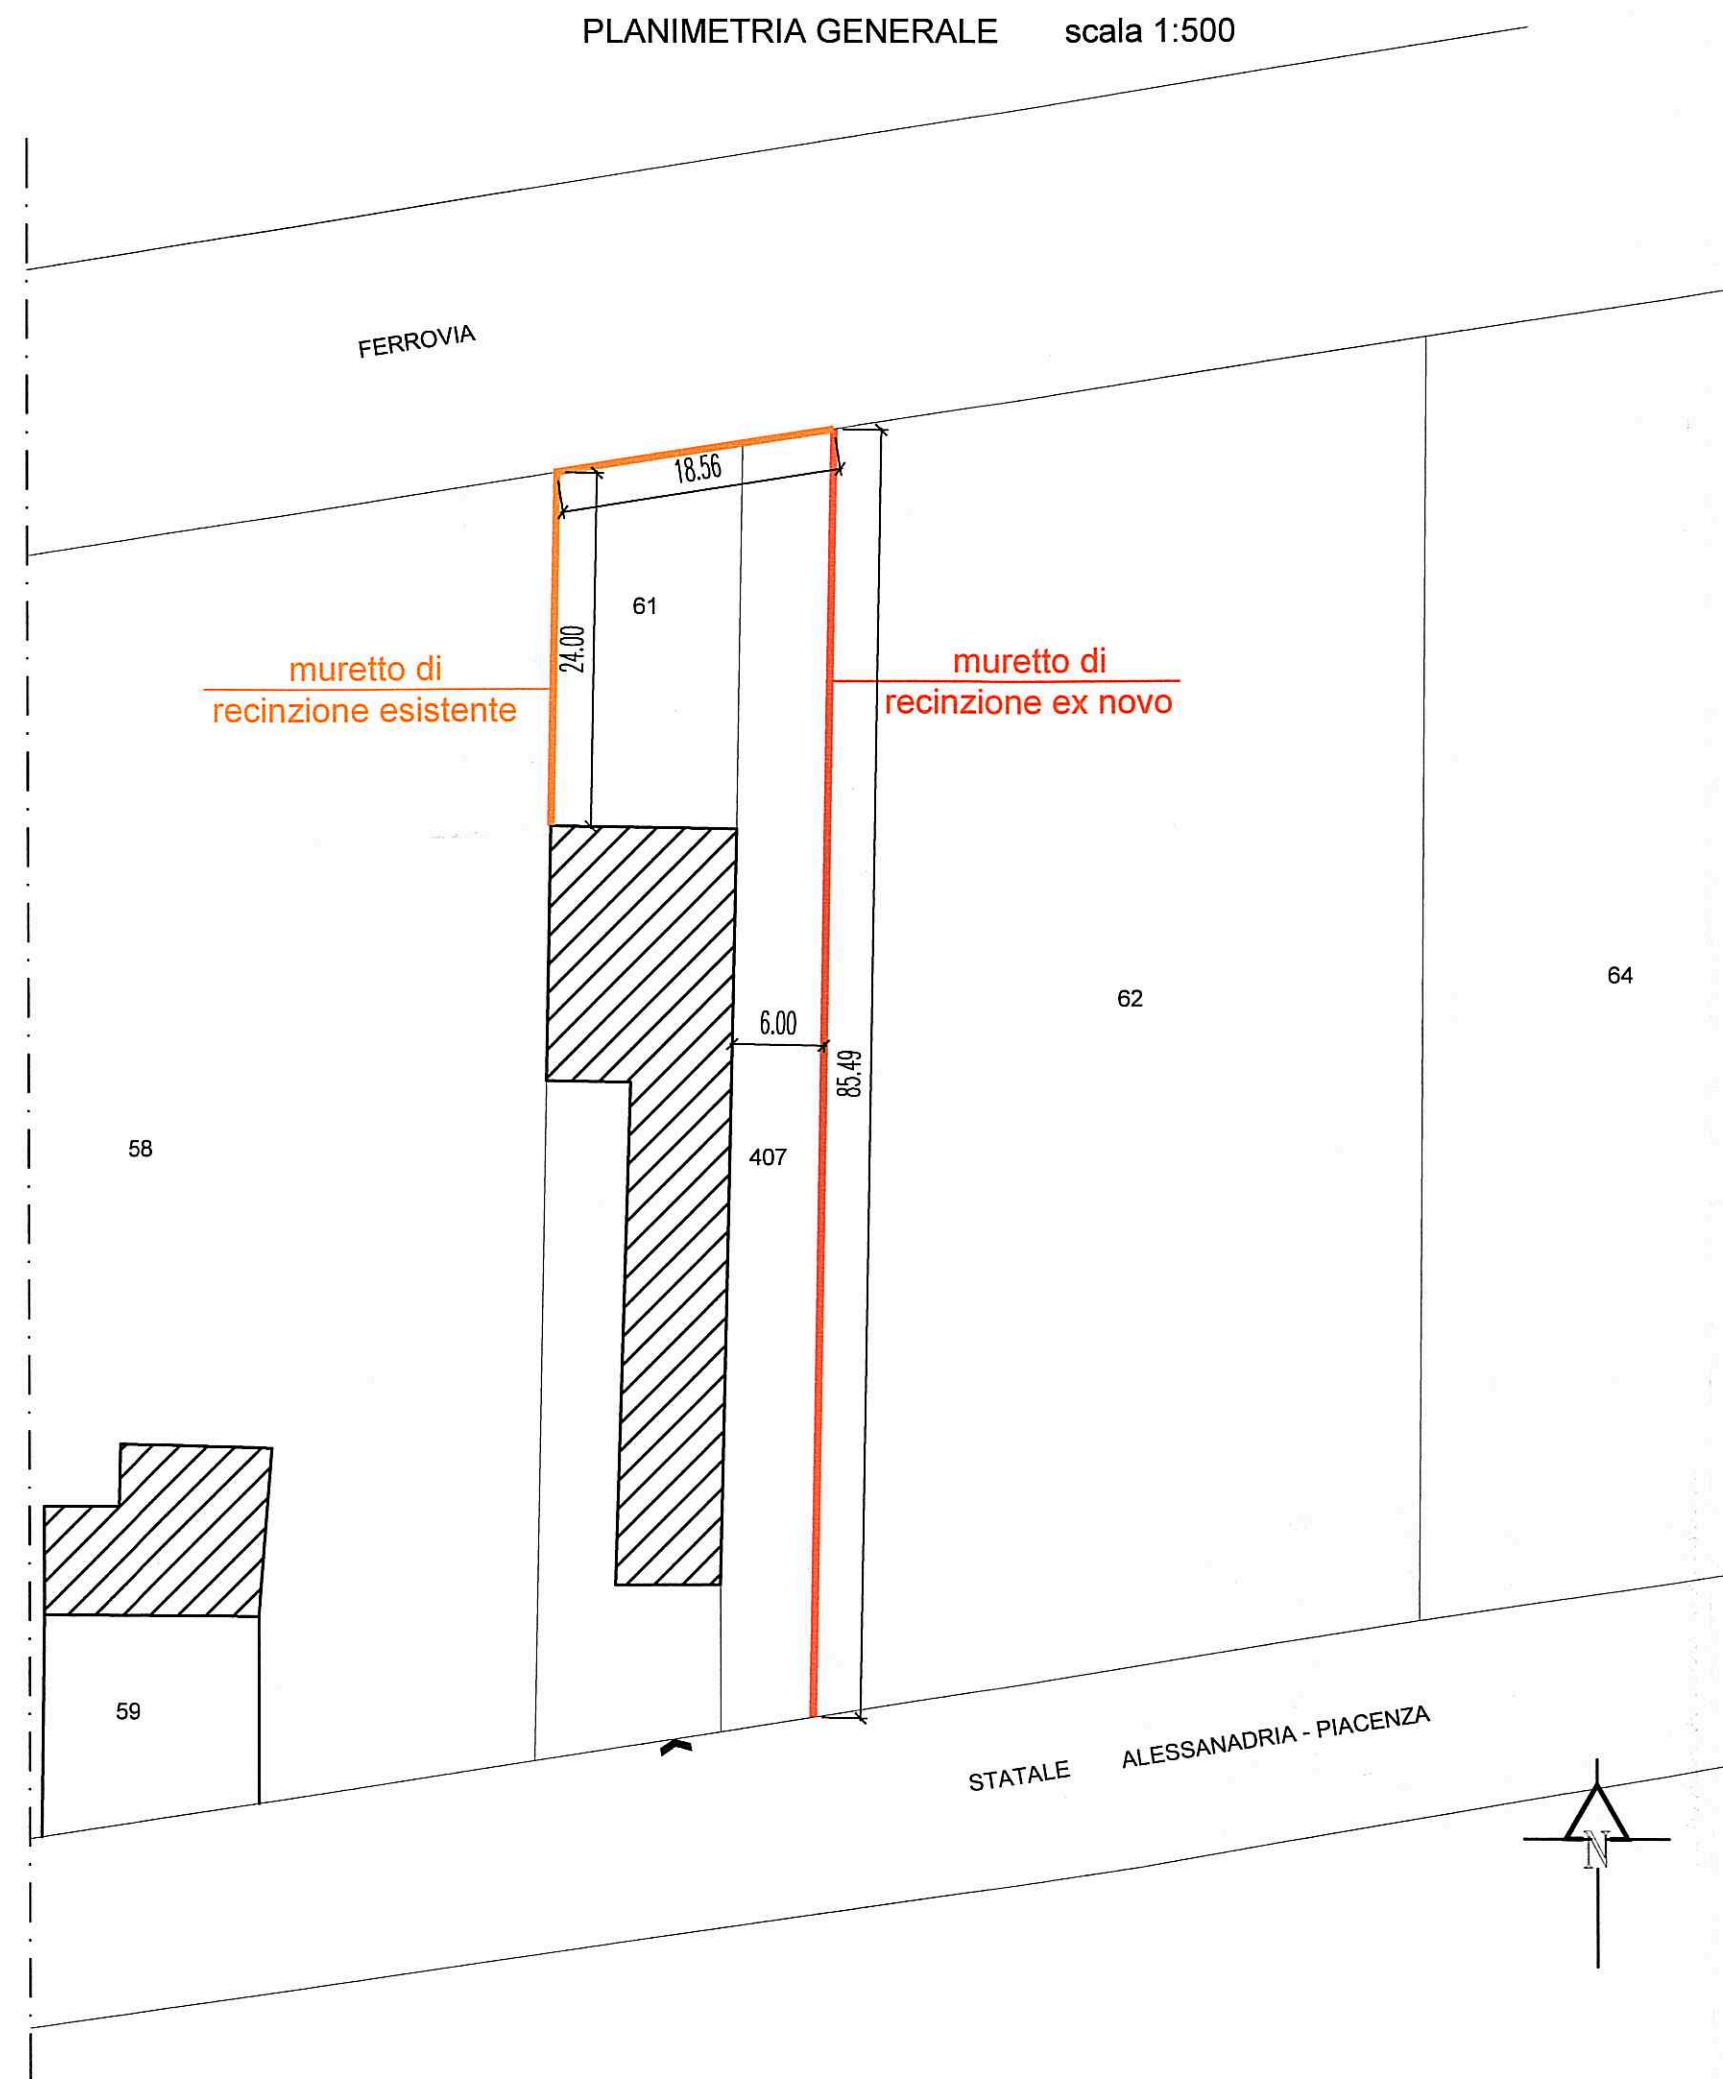 PLANIMETRIA GENERALE scala 1:500
FERROVIA
18.56
61
24.00
muretto di
recinzione esistente
muretto di
recinzione ex novo
64
62
6.00
85.49
58
407
59
STATALE ALESSANADRIA - PIACENZA
N